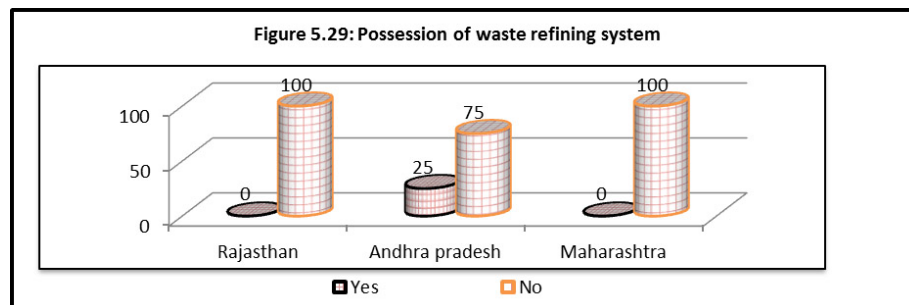 Figure 5.29: Possession of waste refining system
100
100
75
100
50
25
0
0
0
Rajasthan
Andhra pradesh
Maharashtra
Yes
No